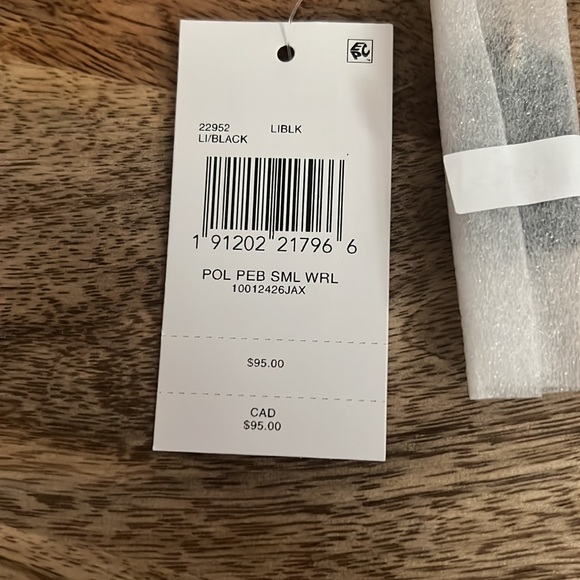 22952 LIBLK
LI/BLACK
1 91202 21796 6
POL PEB SML WRL
10012426JAX
$95.00
CAD
$95.00